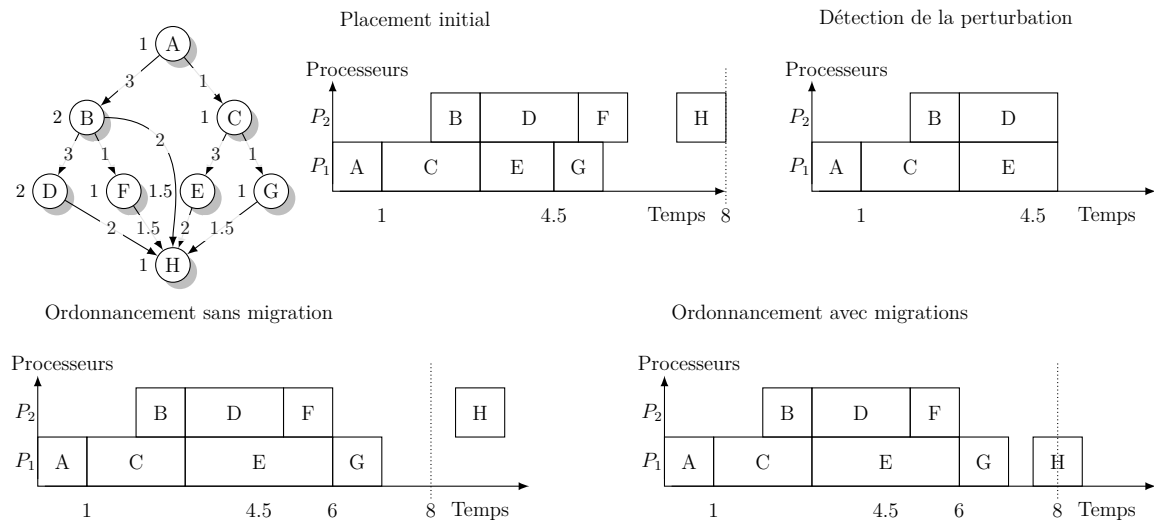 Placement initial
Détection de la perturbation
1 A
3 1
2 B 1 C
2
3 1 3 1
2 D 1 F 1.5 E 1 G
2 1.5 2 1.5
1 H
Processeurs
P2 B D F H
P1 A C E G
1 4.5 Temps 8
Processeurs
P2 B D
P1 A C E
1 4.5 Temps
Ordonnancement sans migration
Processeurs
P2 B D F H
P1 A C E G
1 4.5 6 8 Temps
Ordonnancement avec migrations
Processeurs
P2 B D F
P1 A C E G H
1 4.5 6 8 Temps